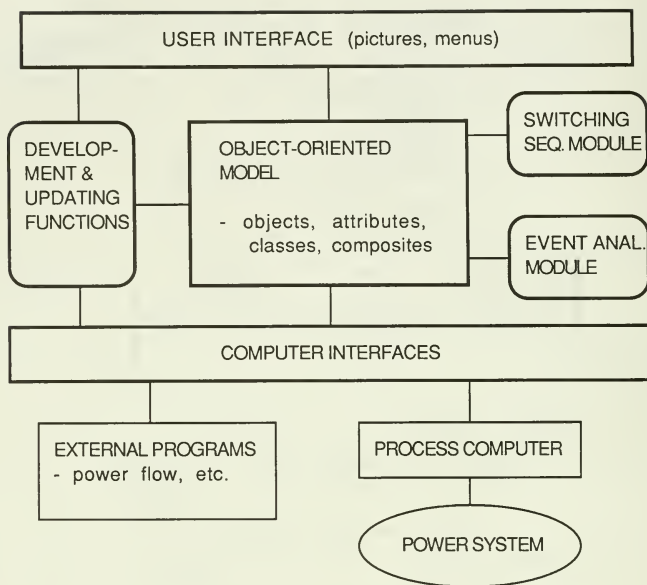 USER INTERFACE (pictures, menus)
DEVELOP-
MENT &
UPDATING
FUNCTIONS
OBJECT-ORIENTED
MODEL
- objects, attributes,
classes, composites
SWITCHING
SEQ. MODULE
EVENT ANAL.
MODULE
COMPUTER INTERFACES
EXTERNAL PROGRAMS
- power flow, etc.
PROCESS COMPUTER
POWER SYSTEM